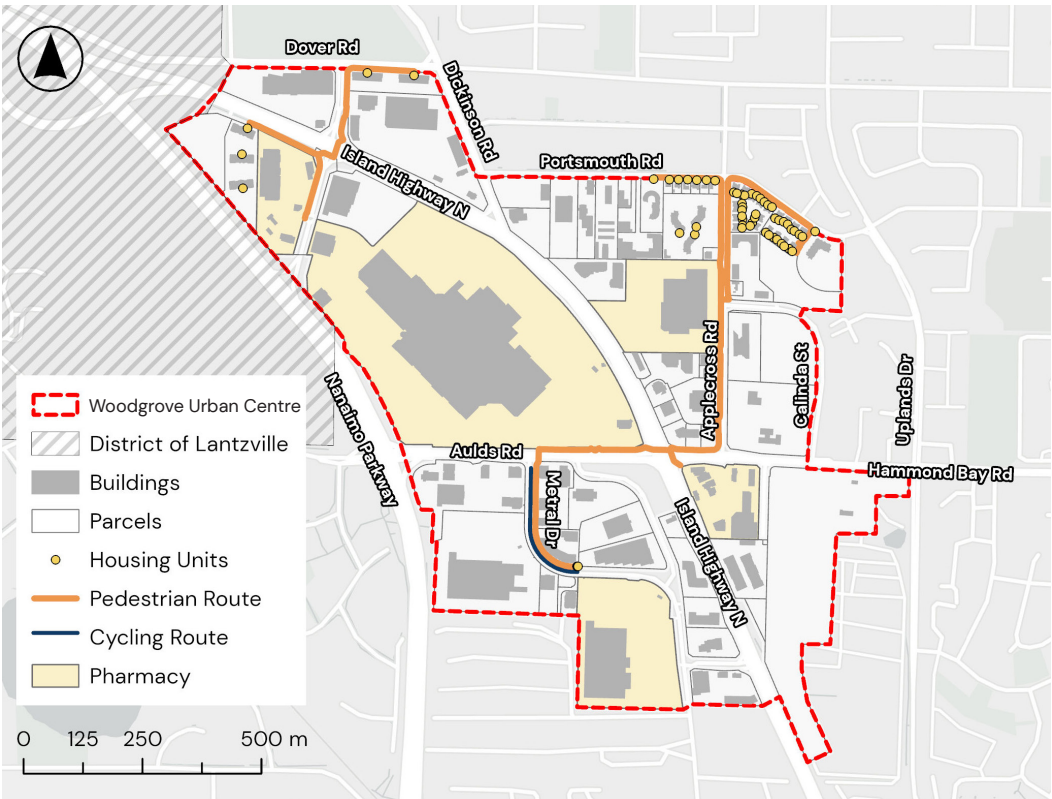 Dover Rd
Dickinson Rd
Portsmouth Rd
Island Highway N
Applecross Rd
Calinda St
Uplands Dr
Nanaimo Parkway
Aulds Rd
Hammond Bay Rd
Metral Dr
Island Highway N
Woodgrove Urban Centre
District of Lantzville
Buildings
Parcels
Housing Units
Pedestrian Route
Cycling Route
Pharmacy
0 125 250 500 m